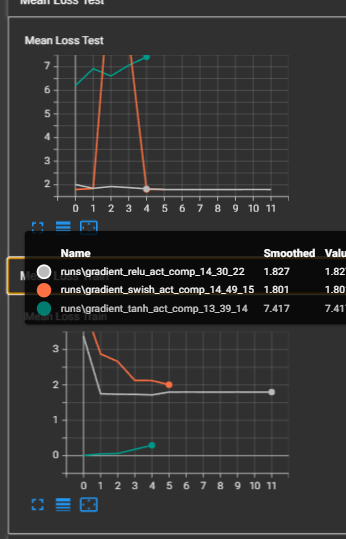 Mean Loss Test
Mean Loss Test
7
6
5
4
3
2
0 1 2 3 4 5 6 7 8 9 10 11
Name Smoothed Valu
runs\gradient_relu_act_comp_14_30_22 1.827 1.82
runs\gradient_swish_act_comp_14_49_15 1.801 1.80
runs\gradient_tanh_act_comp_13_39_14 7.417 7.41
Mean Loss Train
3
2
1
0
0 1 2 3 4 5 6 7 8 9 10 11